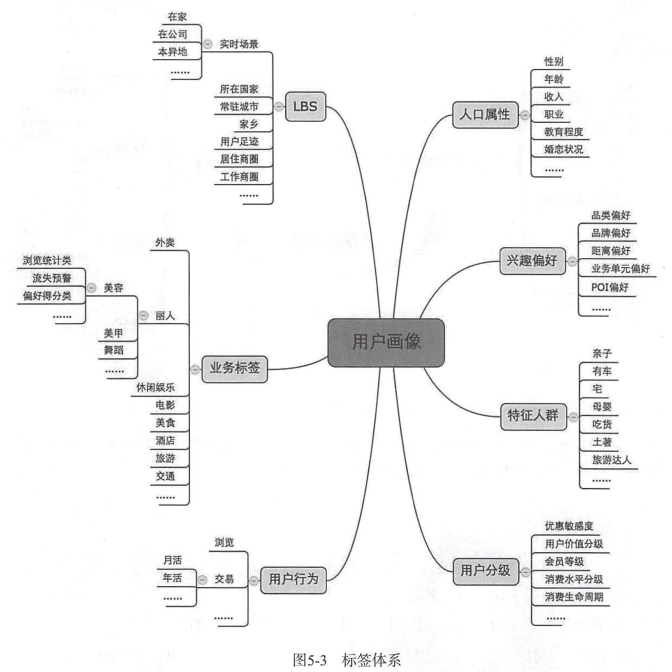 在家
在公司
本异地
……
实时场景
所在国家
常驻城市
家乡
用户足迹
居住商圈
工作商圈
……
LBS
外卖
浏览统计类
流失预警
偏好得分类
……
美容
美甲
舞蹈
……
丽人
休闲娱乐
电影
美食
酒店
旅游
交通
……
业务标签
浏览
月活
年活
……
交易
……
用户行为
用户画像
人口属性
性别
年龄
收入
职业
教育程度
婚恋状况
……
兴趣偏好
品类偏好
品牌偏好
距离偏好
业务单元偏好
POI偏好
……
特征人群
亲子
有车
宅
母婴
吃货
土著
旅游达人
……
用户分级
优惠敏感度
用户价值分级
会员等级
消费水平分级
消费生命周期
……
图5-3 标签体系